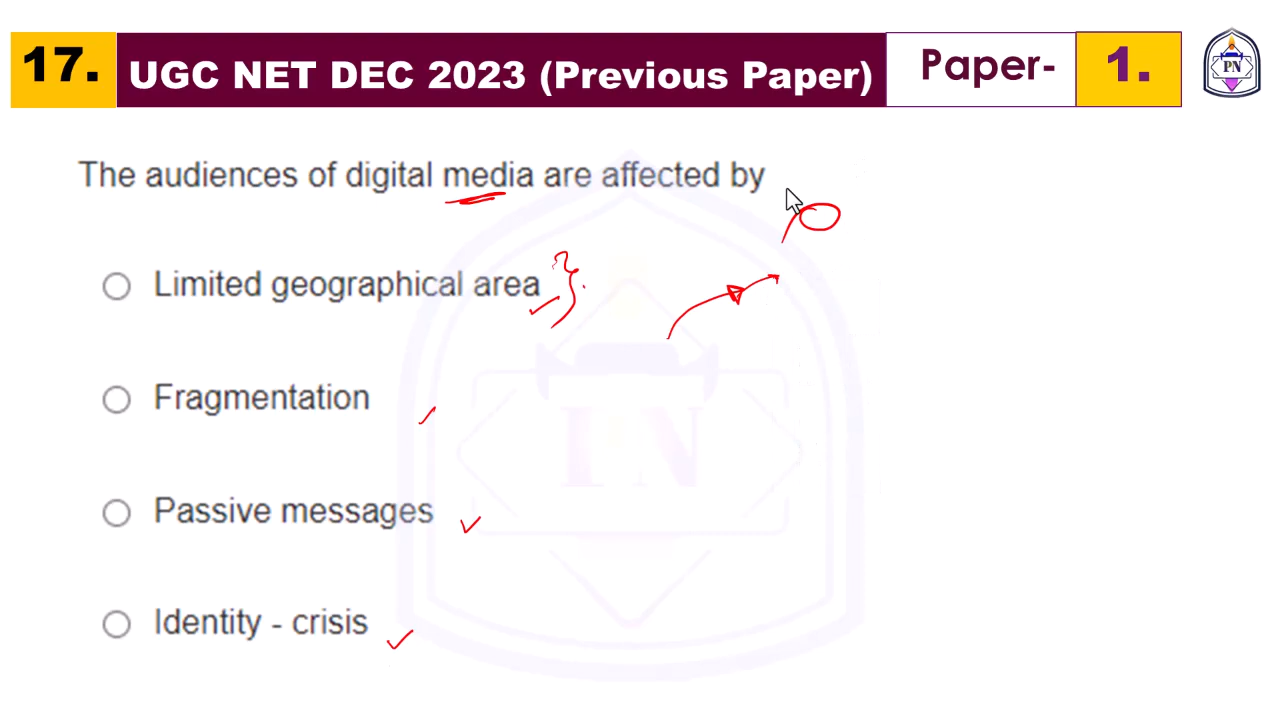 17.
UGC NET DEC 2023 (Previous Paper)
Paper-
1.
PN
The audiences of digital media are affected by
Limited geographical area
Fragmentation
PN
Passive messages
Identity - crisis